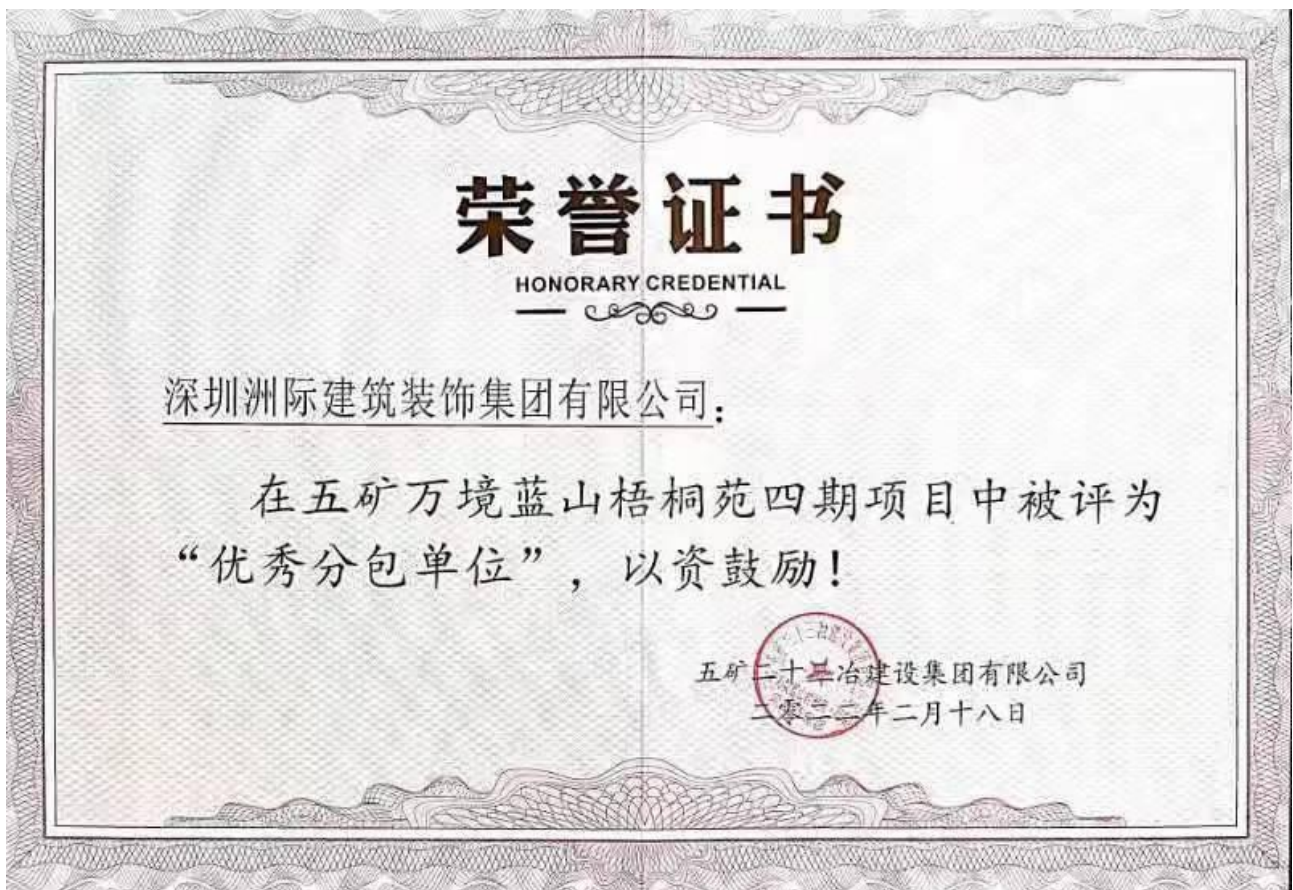 荣誉证书
HONORARY CREDENTIAL
深圳洲际建筑装饰集团有限公司：
在五矿万境蓝山梧桐苑四期项目中被评为
“优秀分包单位”，以资鼓励！
五矿二十三冶建设集团有限公司
二零二二年二月十八日